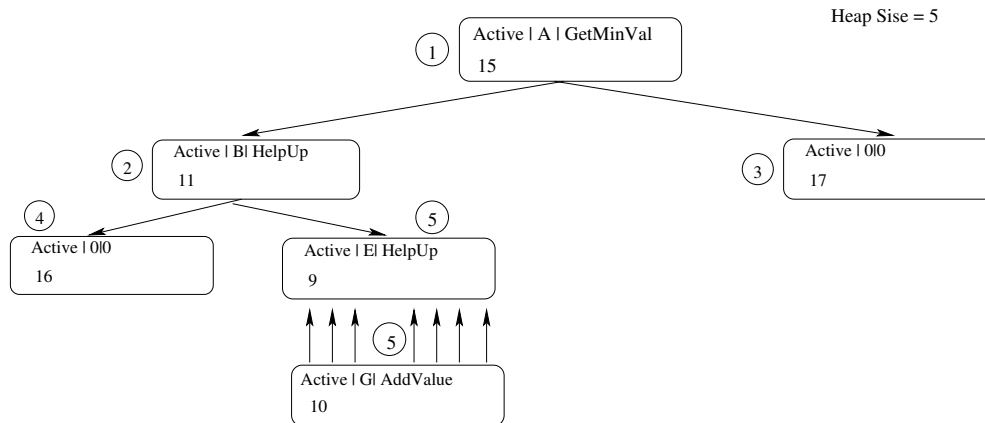 Heap Sise = 5
Active | A | GetMinVal
1
15
Active | B| HelpUp
2
11
Active | 0|0
3
17
4
5
Active | 0|0
16
Active | E| HelpUp
9
5
Active | G| AddValue
10